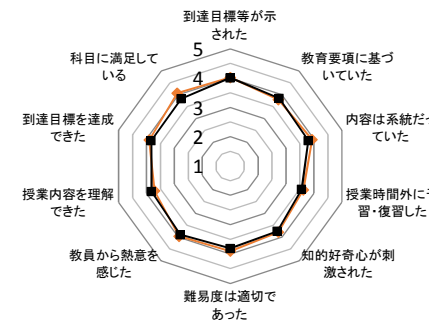 到達目標等が示
された
教育要項に基づ
いていた
内容は系統だっ
ていた
授業時間外に
習・復習した
知的好奇心が刺
激された
難易度は適切で
あった
教員から熱意を
感じた
授業内容を理解
できた
到達目標を達成
できた
科目に満足して
いる
5
4
3
2
1